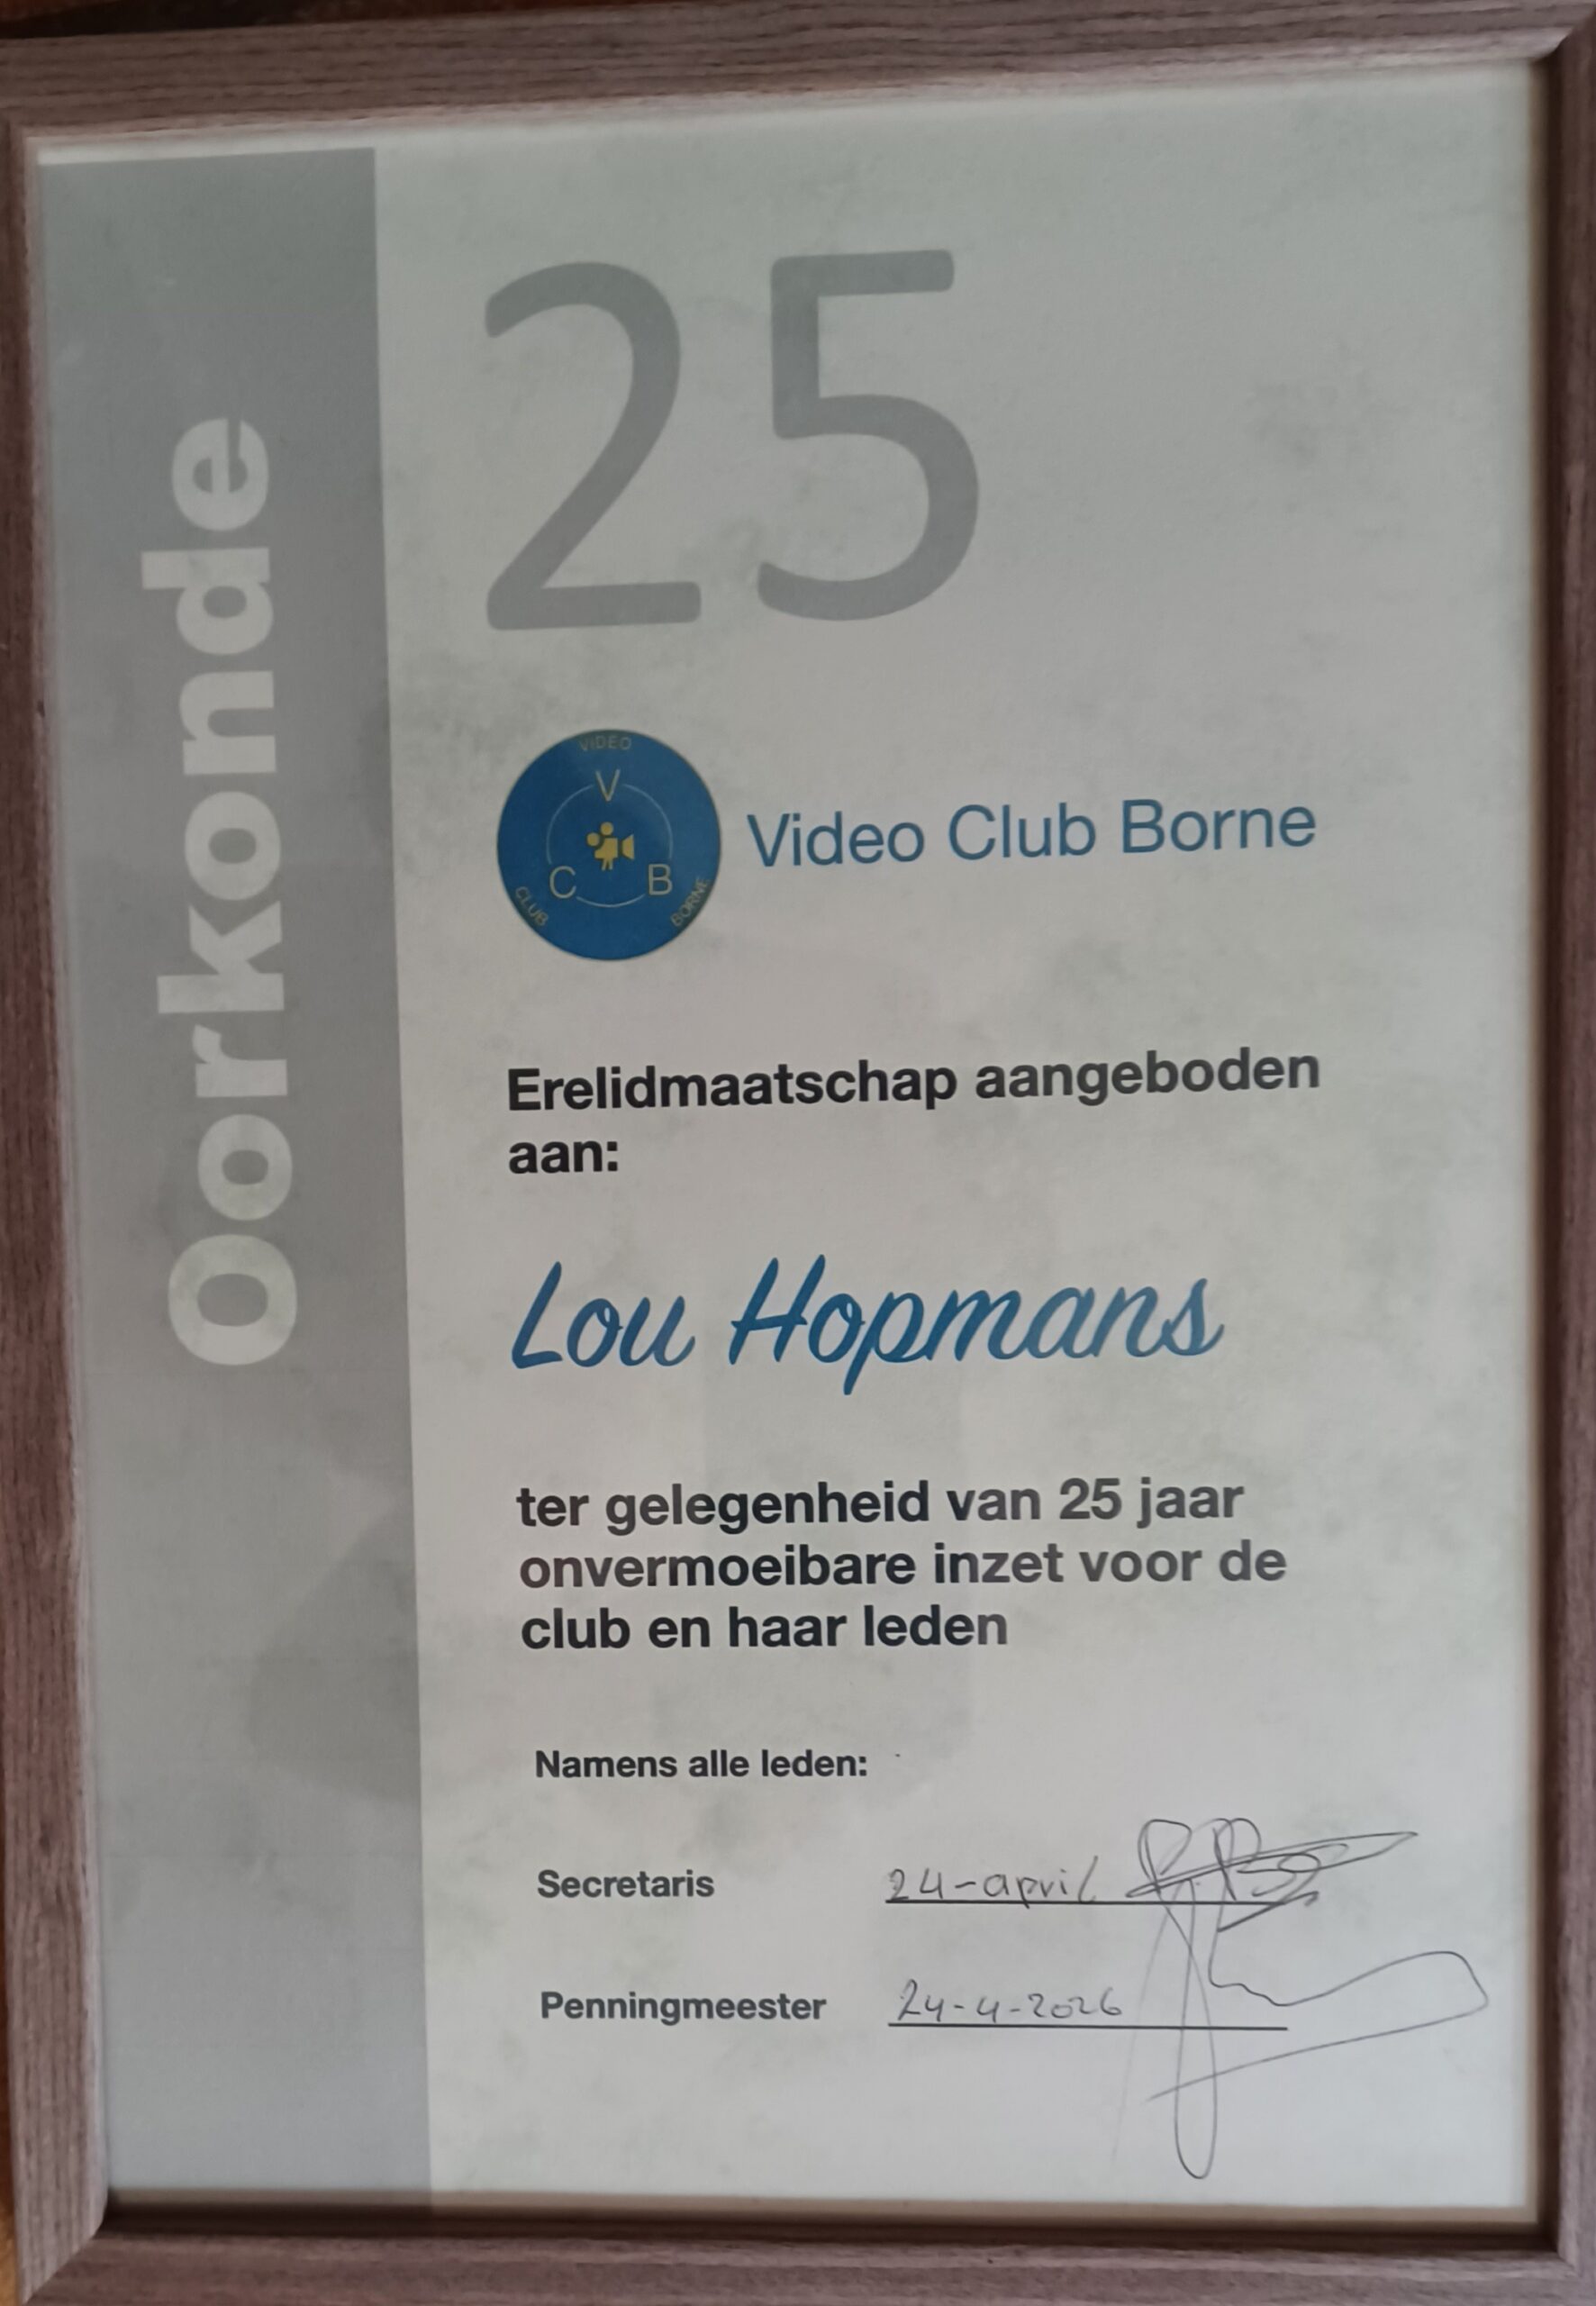 Oorkonde
25
VIDEO
V
C
B
CLUB
BORNE
Video Club Borne
Erelidmaatschap aangeboden
aan:
Lou Hopmans
ter gelegenheid van 25 jaar
onvermoeibare inzet voor de
club en haar leden
Namens alle leden:
Secretaris 24-april
Penningmeester 24-4-2026